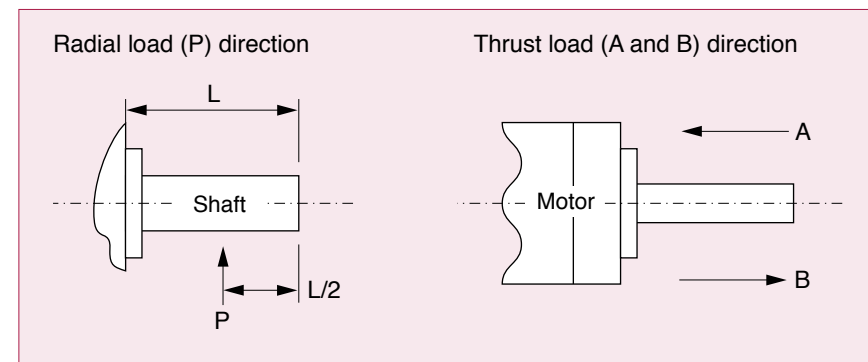 Radial load (P) direction
L
Shaft
L/2
P
Thrust load (A and B) direction
A
Motor
B